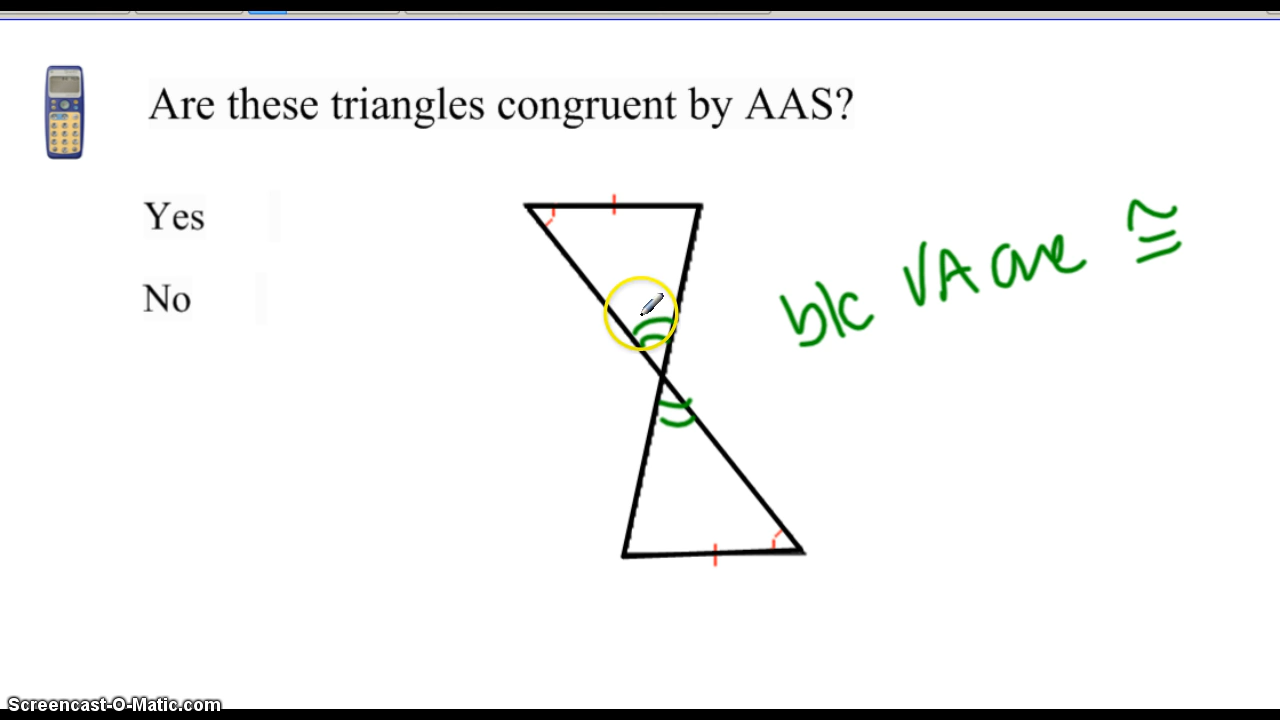 Are these triangles congruent by AAS?
Yes
No
b/c VA are ≅
Screencast-O-Matic.com